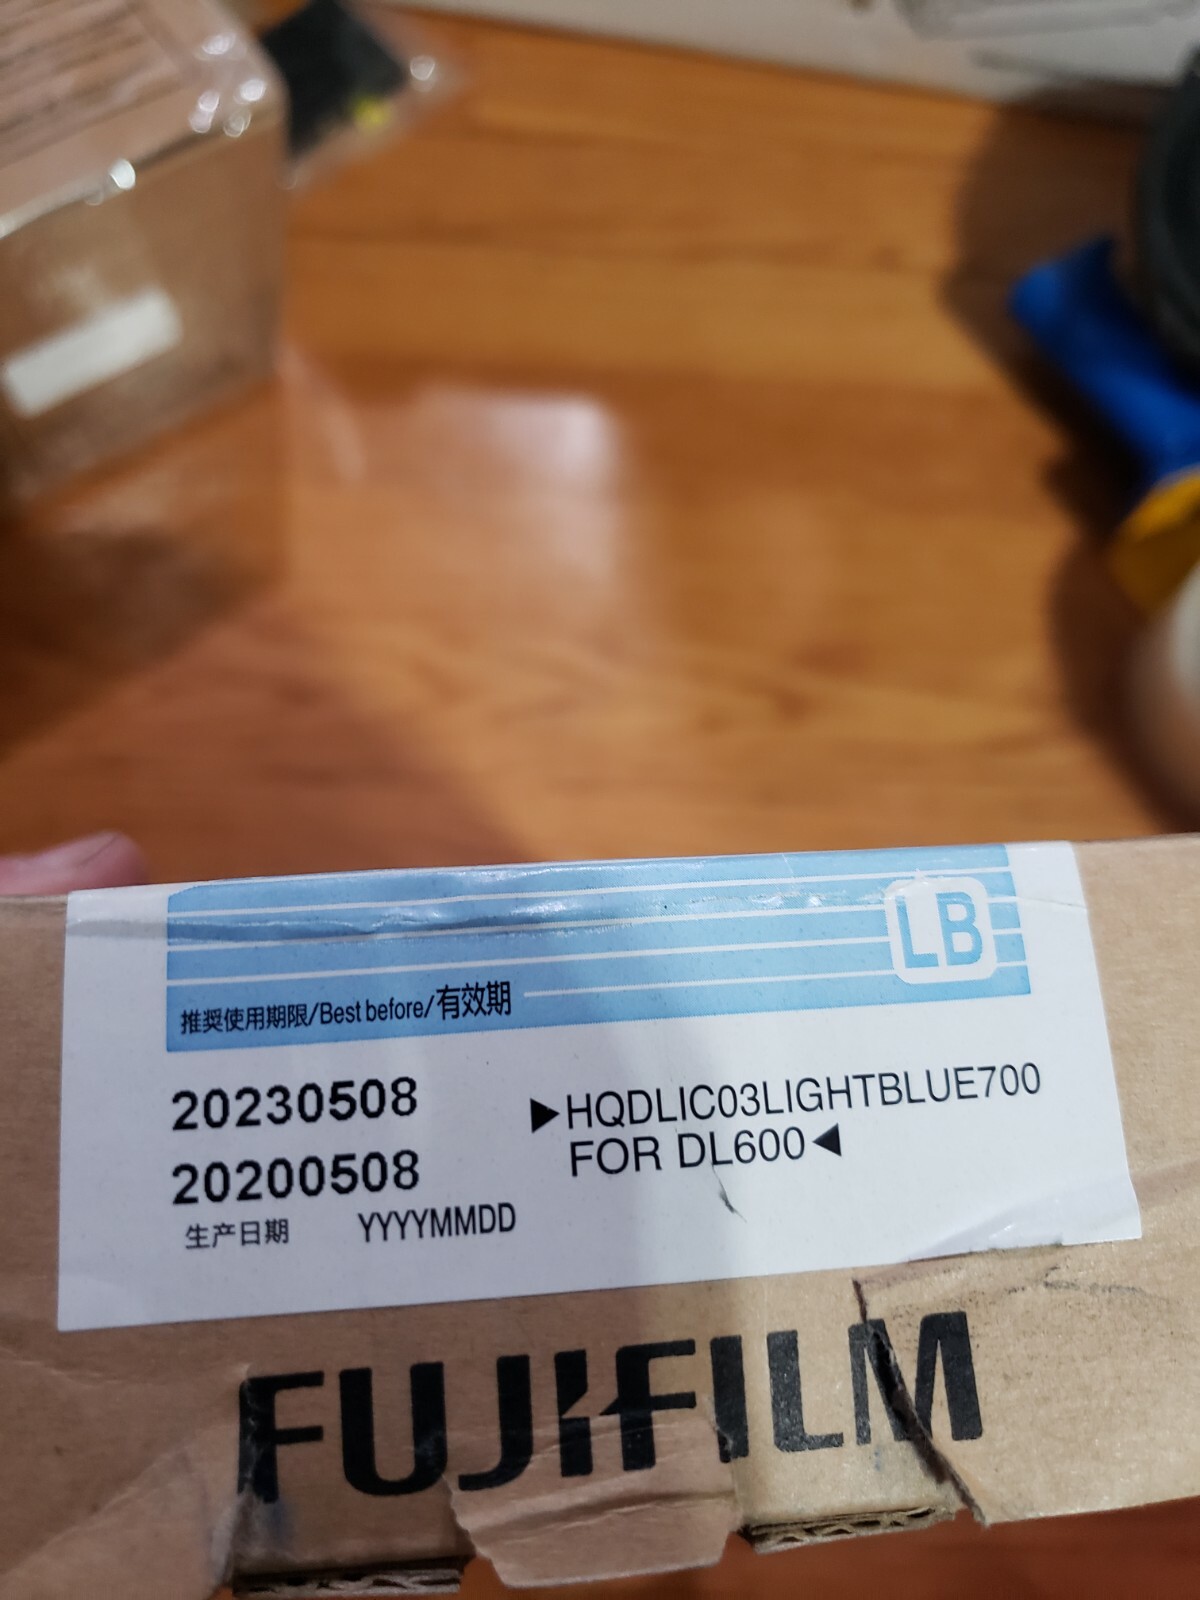 LB
推奨使用期限/Best before/有效期
20230508
▶HQDLIC03LIGHTBLUE700
FOR DL600◀
20200508
生产日期 YYYYMMDD
FUJIFILM